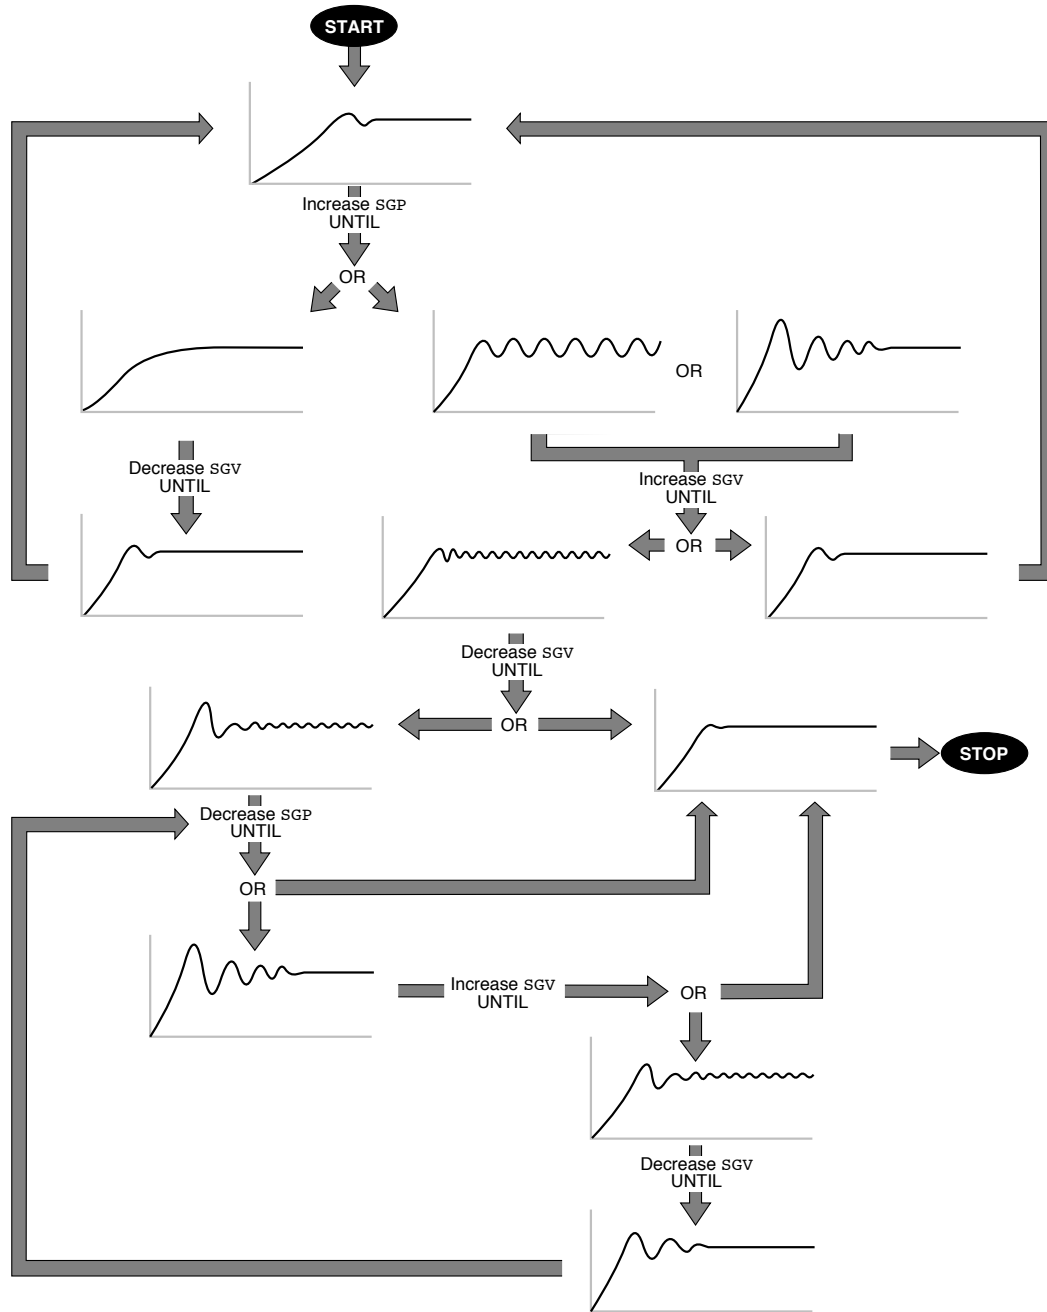 START
Increase SGP
UNTIL
OR
OR
Decrease SGV
UNTIL
Increase SGV
UNTIL
OR
Decrease SGV
UNTIL
OR
STOP
Decrease SGP
UNTIL
OR
Increase SGV
UNTIL
OR
Decrease SGV
UNTIL